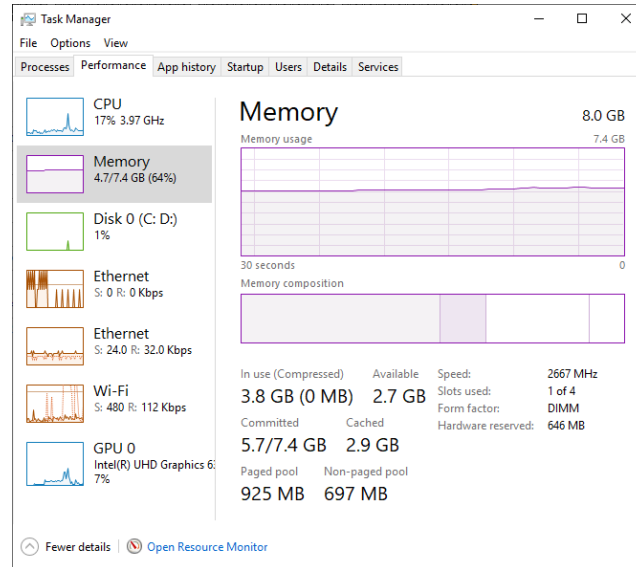 Task Manager
File Options View
Processes Performance App history Startup Users Details Services
CPU
17% 3.97 GHz
Memory
4.7/7.4 GB (64%)
Disk 0 (C: D:)
1%
Ethernet
S: 0 R: 0 Kbps
Ethernet
S: 24.0 R: 32.0 Kbps
Wi-Fi
S: 480 R: 112 Kbps
GPU 0
Intel(R) UHD Graphics 6
7%
Memory 8.0 GB
Memory usage 7.4 GB
30 seconds 0
Memory composition
In use (Compressed) Available
3.8 GB (0 MB) 2.7 GB
Committed Cached
5.7/7.4 GB 2.9 GB
Paged pool Non-paged pool
925 MB 697 MB
Speed: 2667 MHz
Slots used: 1 of 4
Form factor: DIMM
Hardware reserved: 646 MB
Fewer details Open Resource Monitor